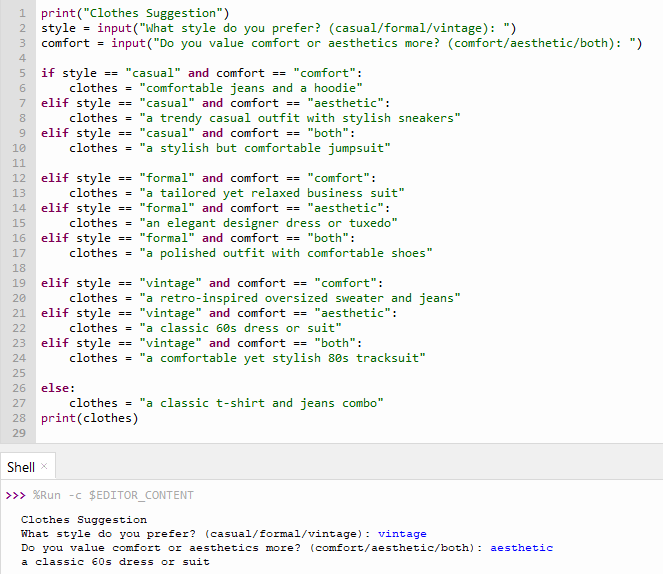 1 print("Clothes Suggestion")
2 style = input("What style do you prefer? (casual/formal/vintage): ")
3 comfort = input("Do you value comfort or aesthetics more? (comfort/aesthetic/both): ")
4
5 if style == "casual" and comfort == "comfort":
6     clothes = "comfortable jeans and a hoodie"
7 elif style == "casual" and comfort == "aesthetic":
8     clothes = "a trendy casual outfit with stylish sneakers"
9 elif style == "casual" and comfort == "both":
10     clothes = "a stylish but comfortable jumpsuit"
11
12 elif style == "formal" and comfort == "comfort":
13     clothes = "a tailored yet relaxed business suit"
14 elif style == "formal" and comfort == "aesthetic":
15     clothes = "an elegant designer dress or tuxedo"
16 elif style == "formal" and comfort == "both":
17     clothes = "a polished outfit with comfortable shoes"
18
19 elif style == "vintage" and comfort == "comfort":
20     clothes = "a retro-inspired oversized sweater and jeans"
21 elif style == "vintage" and comfort == "aesthetic":
22     clothes = "a classic 60s dress or suit"
23 elif style == "vintage" and comfort == "both":
24     clothes = "a comfortable yet stylish 80s tracksuit"
25
26 else:
27     clothes = "a classic t-shirt and jeans combo"
28 print(clothes)
29
Shell ×
>>> %Run -c $EDITOR_CONTENT
Clothes Suggestion
What style do you prefer? (casual/formal/vintage): vintage
Do you value comfort or aesthetics more? (comfort/aesthetic/both): aesthetic
a classic 60s dress or suit